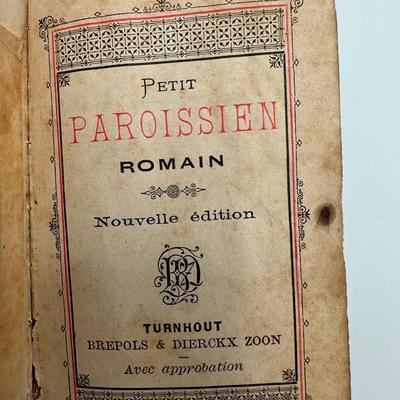 PETIT
PAROISSIEN
ROMAIN
Nouvelle édition
TURNHOUT
BREPOLS & DIERCKX ZOON
Avec approbation